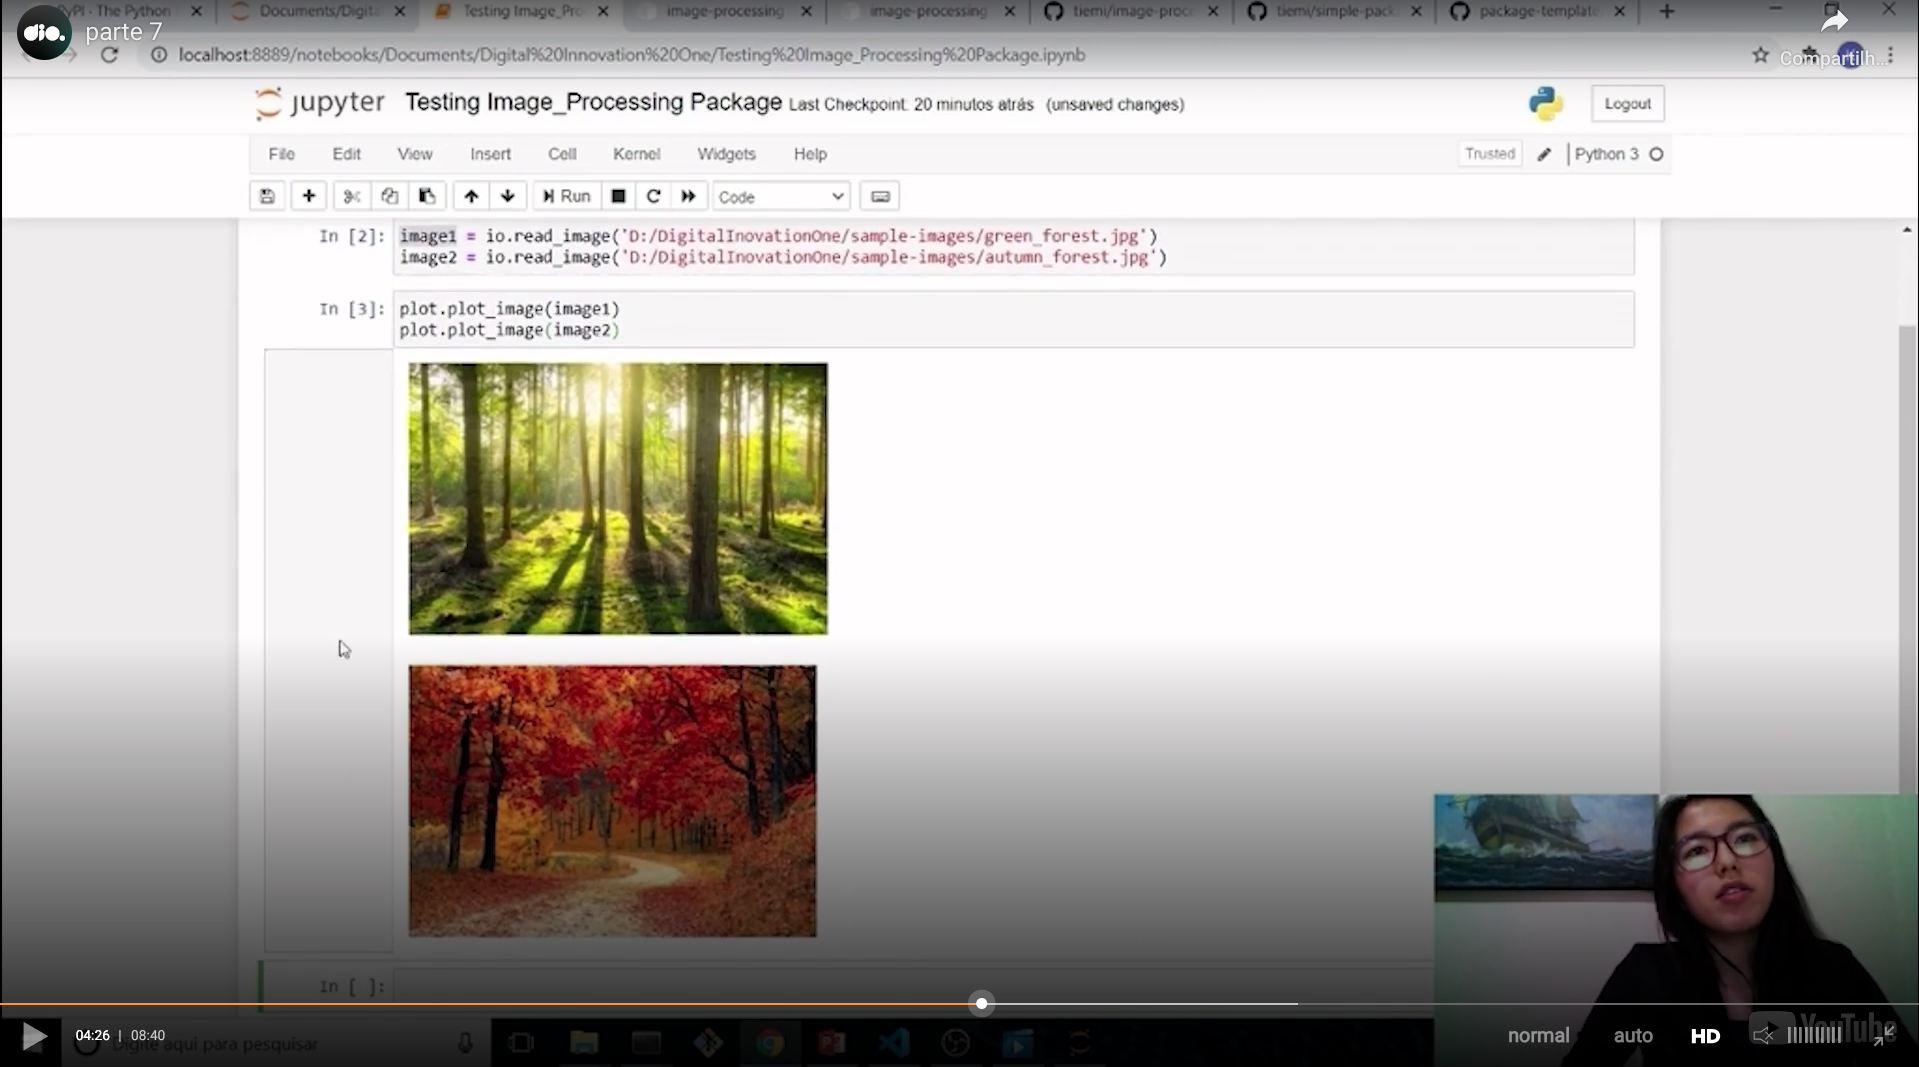 PyPI - The Python
Documents/Digita
Testing Image_Pro
image-processing
image-processing
tiemi/image-proc
tiemi/simple-pack
package-template
dio.
parte 7
localhost:8889/notebooks/Documents/Digital%20Innovation%20One/Testing%20Image_Processing%20Package.ipynb
Compartilh...
jupyter Testing Image_Processing Package Last Checkpoint: 20 minutos atrás (unsaved changes)
Logout
File Edit View Insert Cell Kernel Widgets Help
Trusted
Python 3
Run
Code
In [2]: image1 = io.read_image('D:/DigitalInovationOne/sample-images/green_forest.jpg')
image2 = io.read_image('D:/DigitalInovationOne/sample-images/autumn_forest.jpg')
In [3]: plot.plot_image(image1)
plot.plot_image(image2)
In [ ]:
04:26 | 08:40
Digite aqui para pesquisar
normal auto HD
YouTube